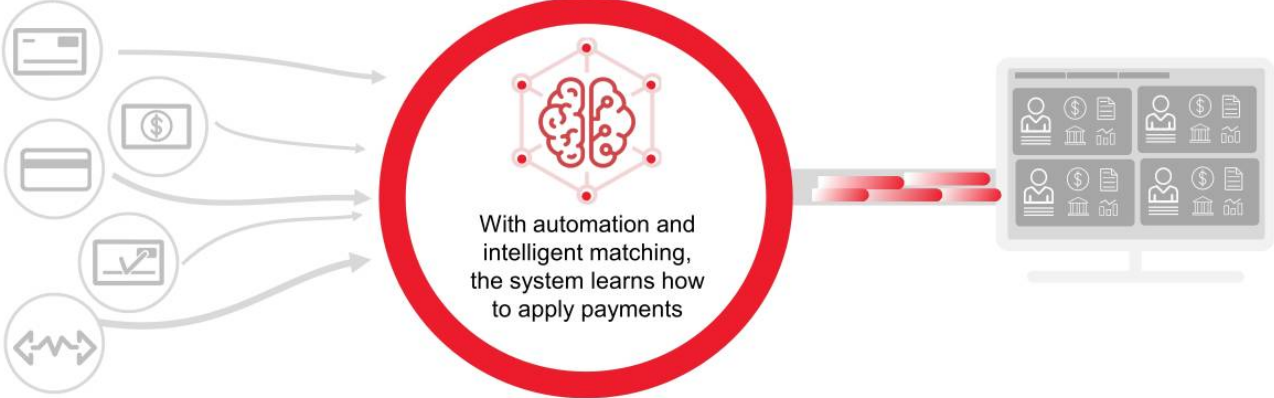 With automation and
intelligent matching,
the system learns how
to apply payments